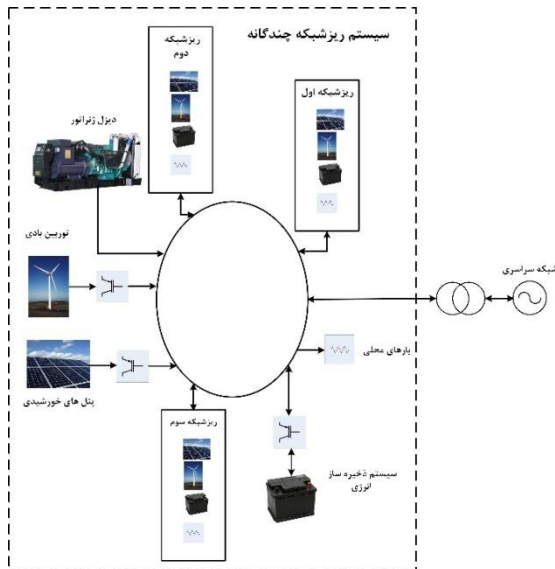 سیستم ریزشبکه چندگانه
ریزشبکه
دوم
ریزشبکه اول
دیزل ژنراتور
توربین بادی
شبکه سراسری
بارهای محلی
پنل های خورشیدی
ریزشبکه سوم
سیستم ذخیره ساز
انرژی